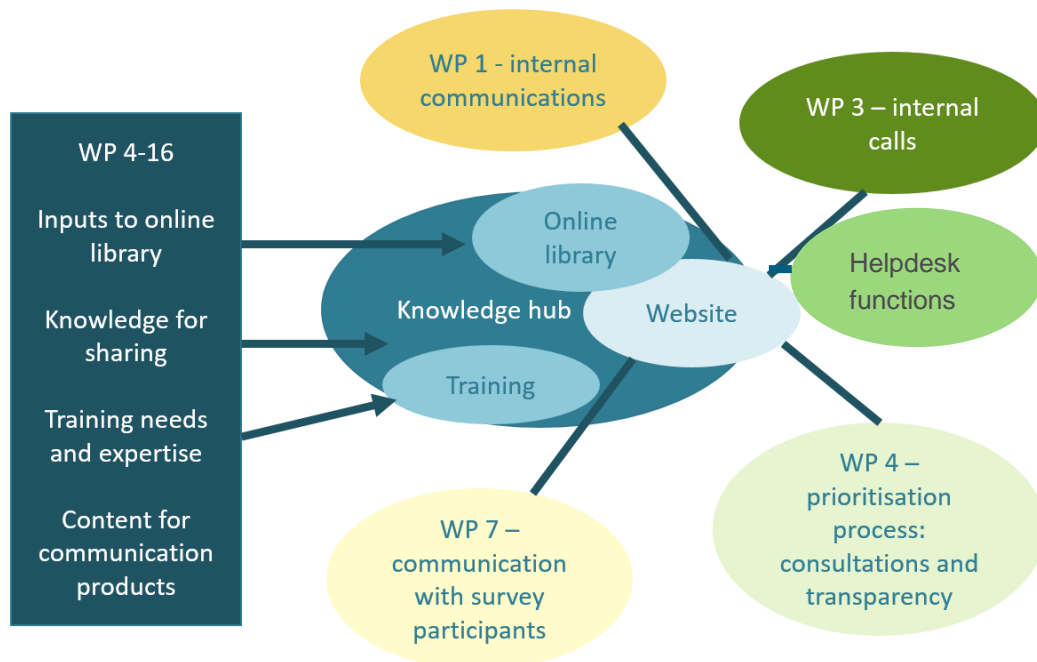 WP 1 - internal
communications
WP 3 – internal
calls
WP 4-16
Inputs to online
library
Knowledge for
sharing
Training needs
and expertise
Content for
communication
products
Online
library
Knowledge hub
Website
Training
Helpdesk
functions
WP 7 –
communication
with survey
participants
WP 4 –
prioritisation
process:
consultations and
transparency